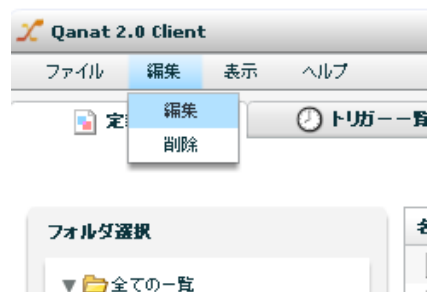 Qanat 2.0 Client
ファイル 編集 表示 ヘルプ
編集
定 トリガー一覧
削除
フォルダ選択
全ての一覧